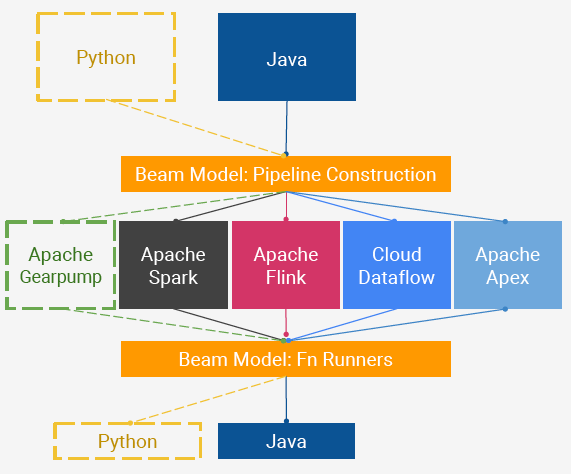 Python
Java
Beam Model: Pipeline Construction
Apache
Gearpump
Apache
Spark
Apache
Flink
Cloud
Dataflow
Apache
Apex
Beam Model: Fn Runners
Python
Java